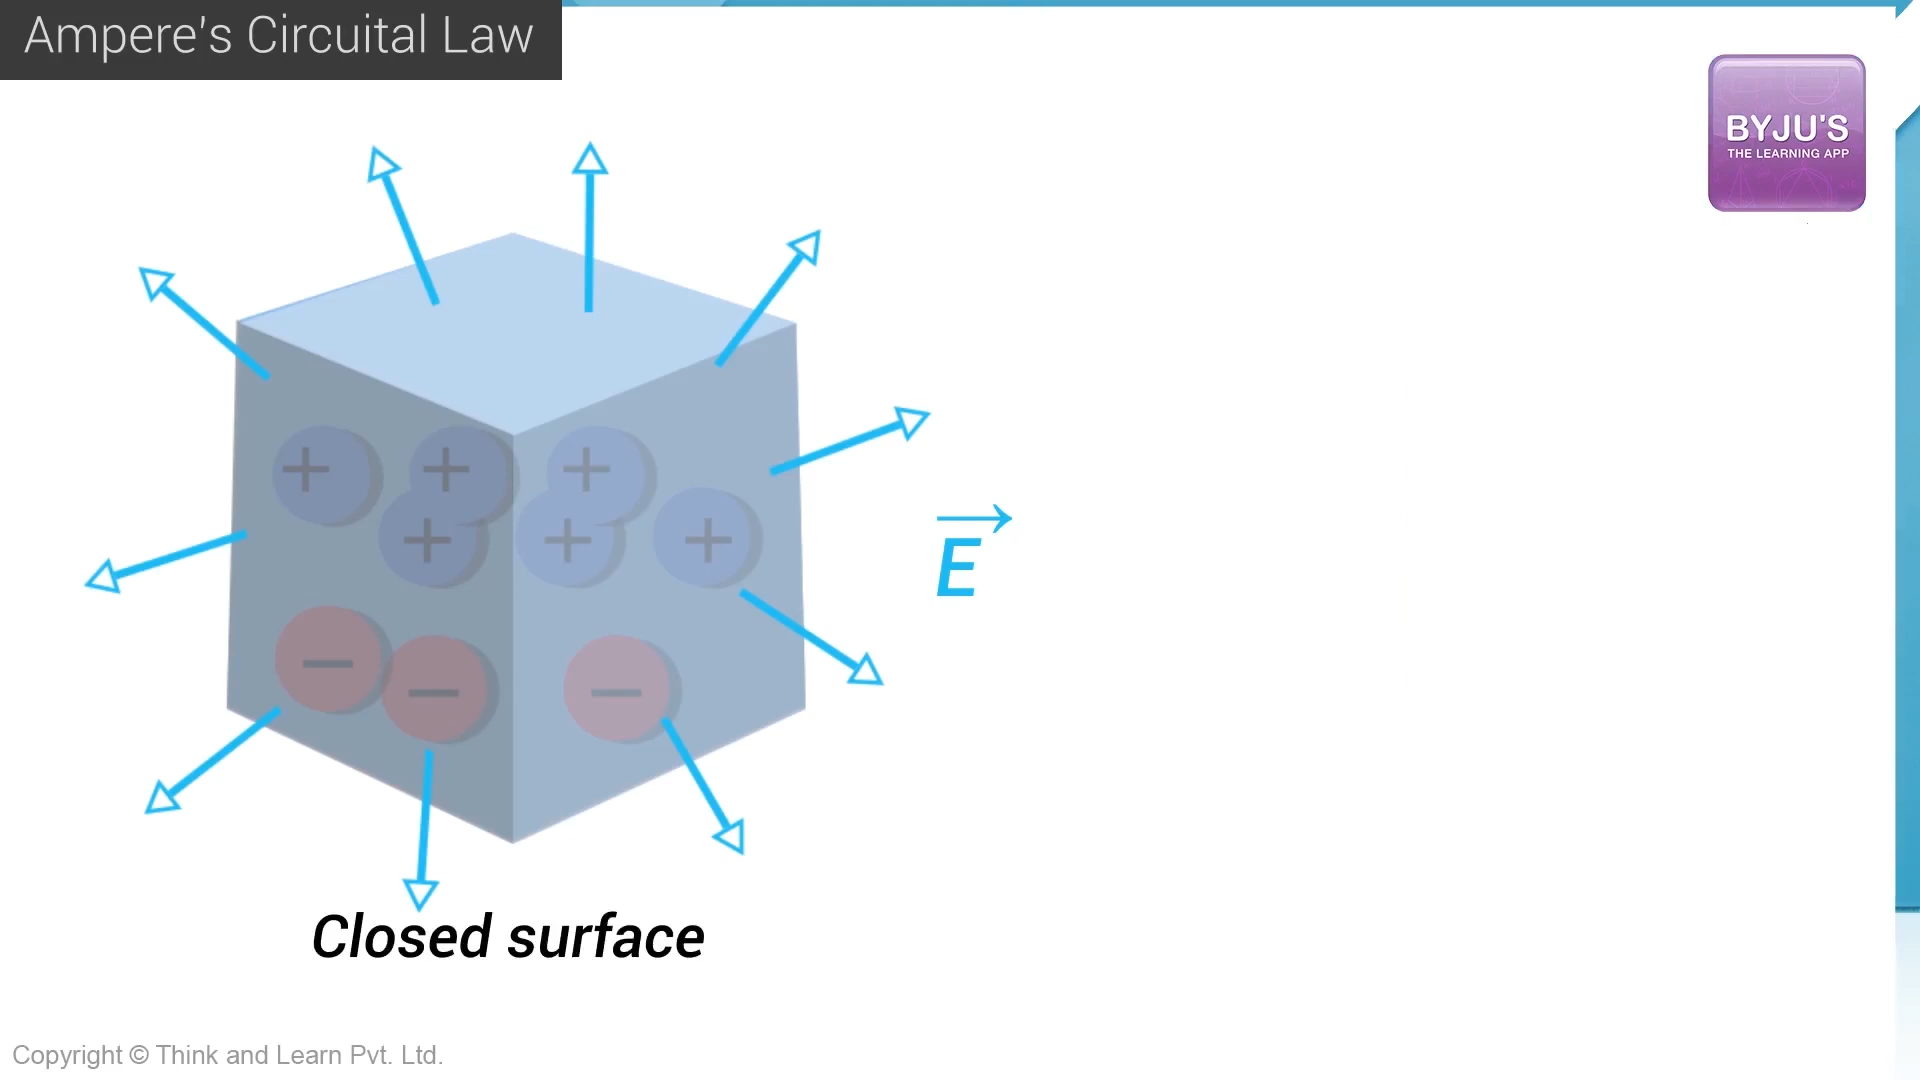 Ampere's Circuital Law
BYJU'S
THE LEARNING APP
+ + +
+ + +
E
− − −
Closed surface
Copyright © Think and Learn Pvt. Ltd.